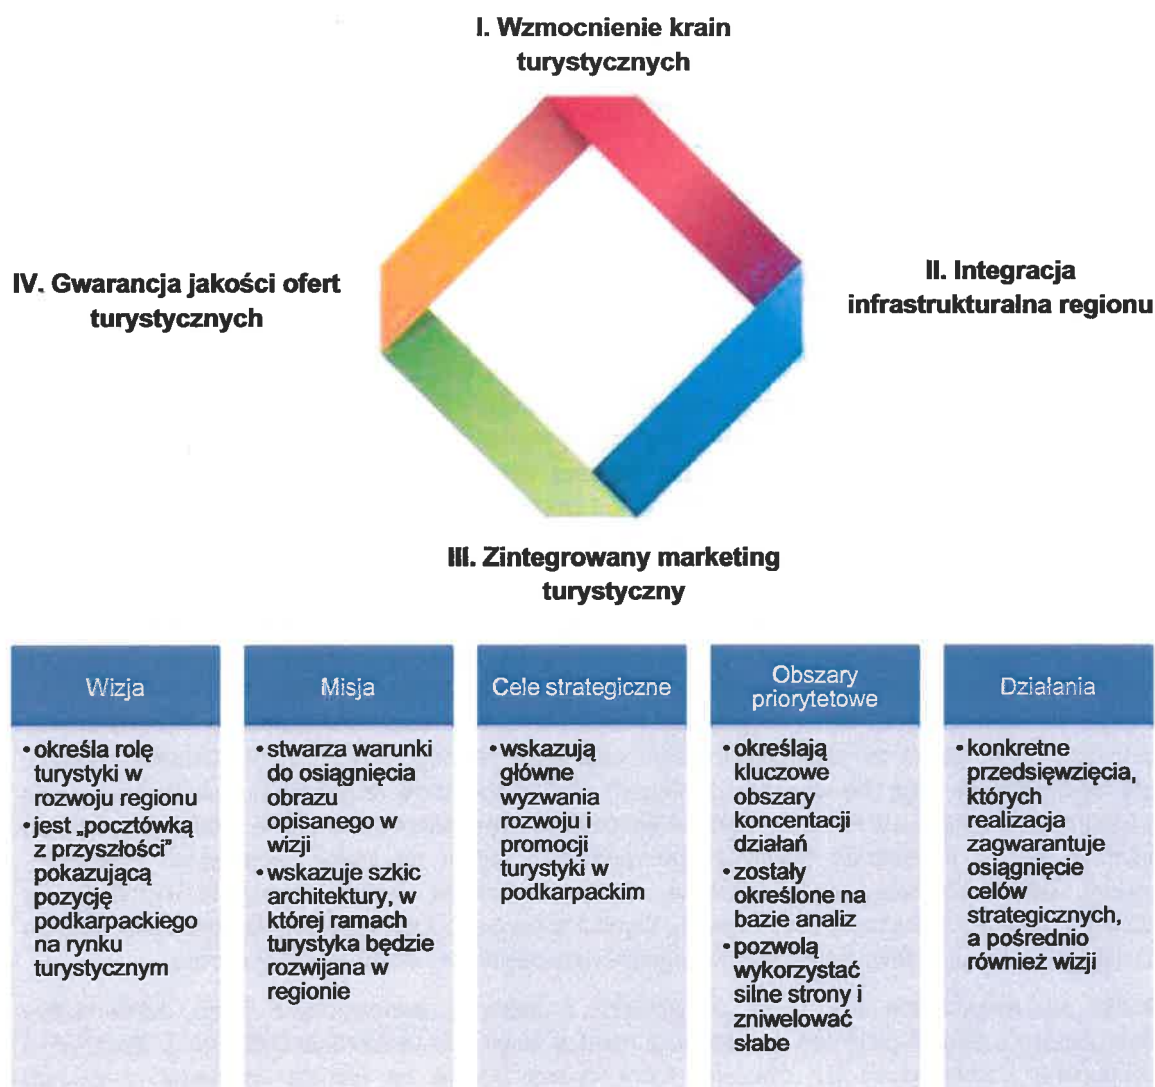 I. Wzmocnienie krain
turystycznych
IV. Gwarancja jakości ofert
turystycznych
II. Integracja
infrastrukturalna regionu
III. Zintegrowany marketing
turystyczny
Wizja
• określa rolę
turystyki w
rozwoju regionu
• jest „pocztówką
z przyszłości”
pokazującą
pozycję
podkarpackiego
na rynku
turystycznym
Misja
• stwarza warunki
do osiągnięcia
obrazu
opisanego w
wizji
• wskazuje szkic
architektury, w
której ramach
turystyka będzie
rozwijana w
regionie
Cele strategiczne
• wskazują
główne
wyzwania
rozwoju i
promocji
turystyki w
podkarpackim
Obszary
priorytetowe
• określają
kluczowe
obszary
koncentacji
działań
• zostały
określone na
bazie analiz
• pozwolą
wykorzystać
silne strony i
zniwelować
słabe
Działania
• konkretne
przedsięwzięcia,
których
realizacja
zagwarantuje
osiągnięcie
celów
strategicznych,
a pośrednio
również wizji